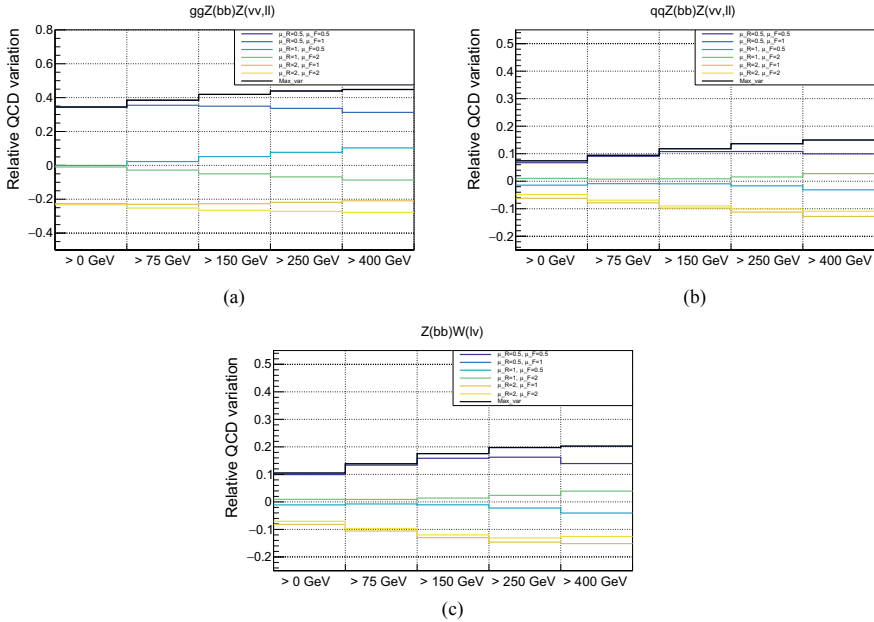 ggZ(bb)Z(vv,ll)
Relative QCD variation
0.8
0.6
0.4
0.2
0
−0.2
−0.4
μ_R=0.5, μ_F=0.5
μ_R=0.5, μ_F=1
μ_R=1, μ_F=0.5
μ_R=1, μ_F=2
μ_R=2, μ_F=1
μ_R=2, μ_F=2
Max_var
> 0 GeV > 75 GeV > 150 GeV > 250 GeV > 400 GeV
(a)
qqZ(bb)Z(vv,ll)
Relative QCD variation
0.5
0.4
0.3
0.2
0.1
0
−0.1
−0.2
μ_R=0.5, μ_F=0.5
μ_R=0.5, μ_F=1
μ_R=1, μ_F=0.5
μ_R=1, μ_F=2
μ_R=2, μ_F=1
μ_R=2, μ_F=2
Max_var
> 0 GeV > 75 GeV > 150 GeV > 250 GeV > 400 GeV
(b)
Z(bb)W(lv)
Relative QCD variation
0.5
0.4
0.3
0.2
0.1
0
−0.1
−0.2
μ_R=0.5, μ_F=0.5
μ_R=0.5, μ_F=1
μ_R=1, μ_F=0.5
μ_R=1, μ_F=2
μ_R=2, μ_F=1
μ_R=2, μ_F=2
Max_var
> 0 GeV > 75 GeV > 150 GeV > 250 GeV > 400 GeV
(c)